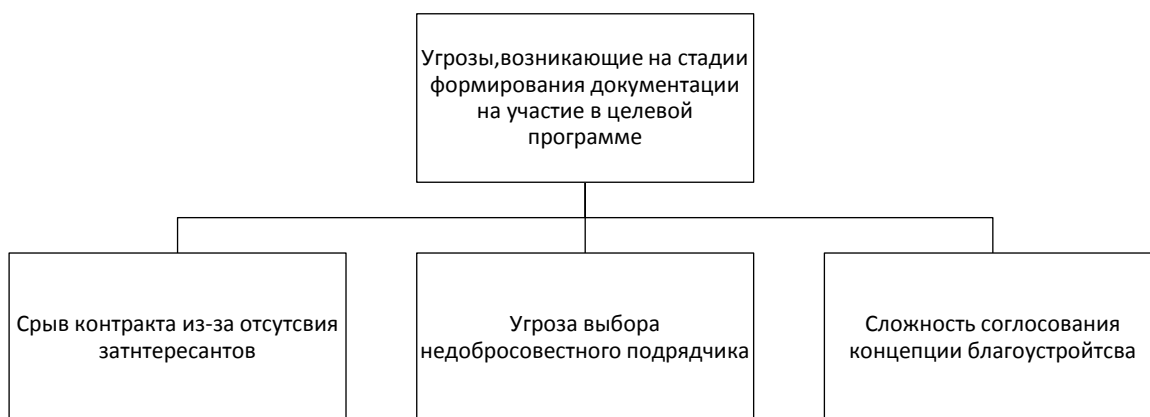 Угрозы,возникающие на стадии
формирования документации
на участие в целевой
программе
Срыв контракта из-за отсутсвия
затнтересантов
Угроза выбора
недобросовестного подрядчика
Сложность соглосования
концепции благоустройтсва